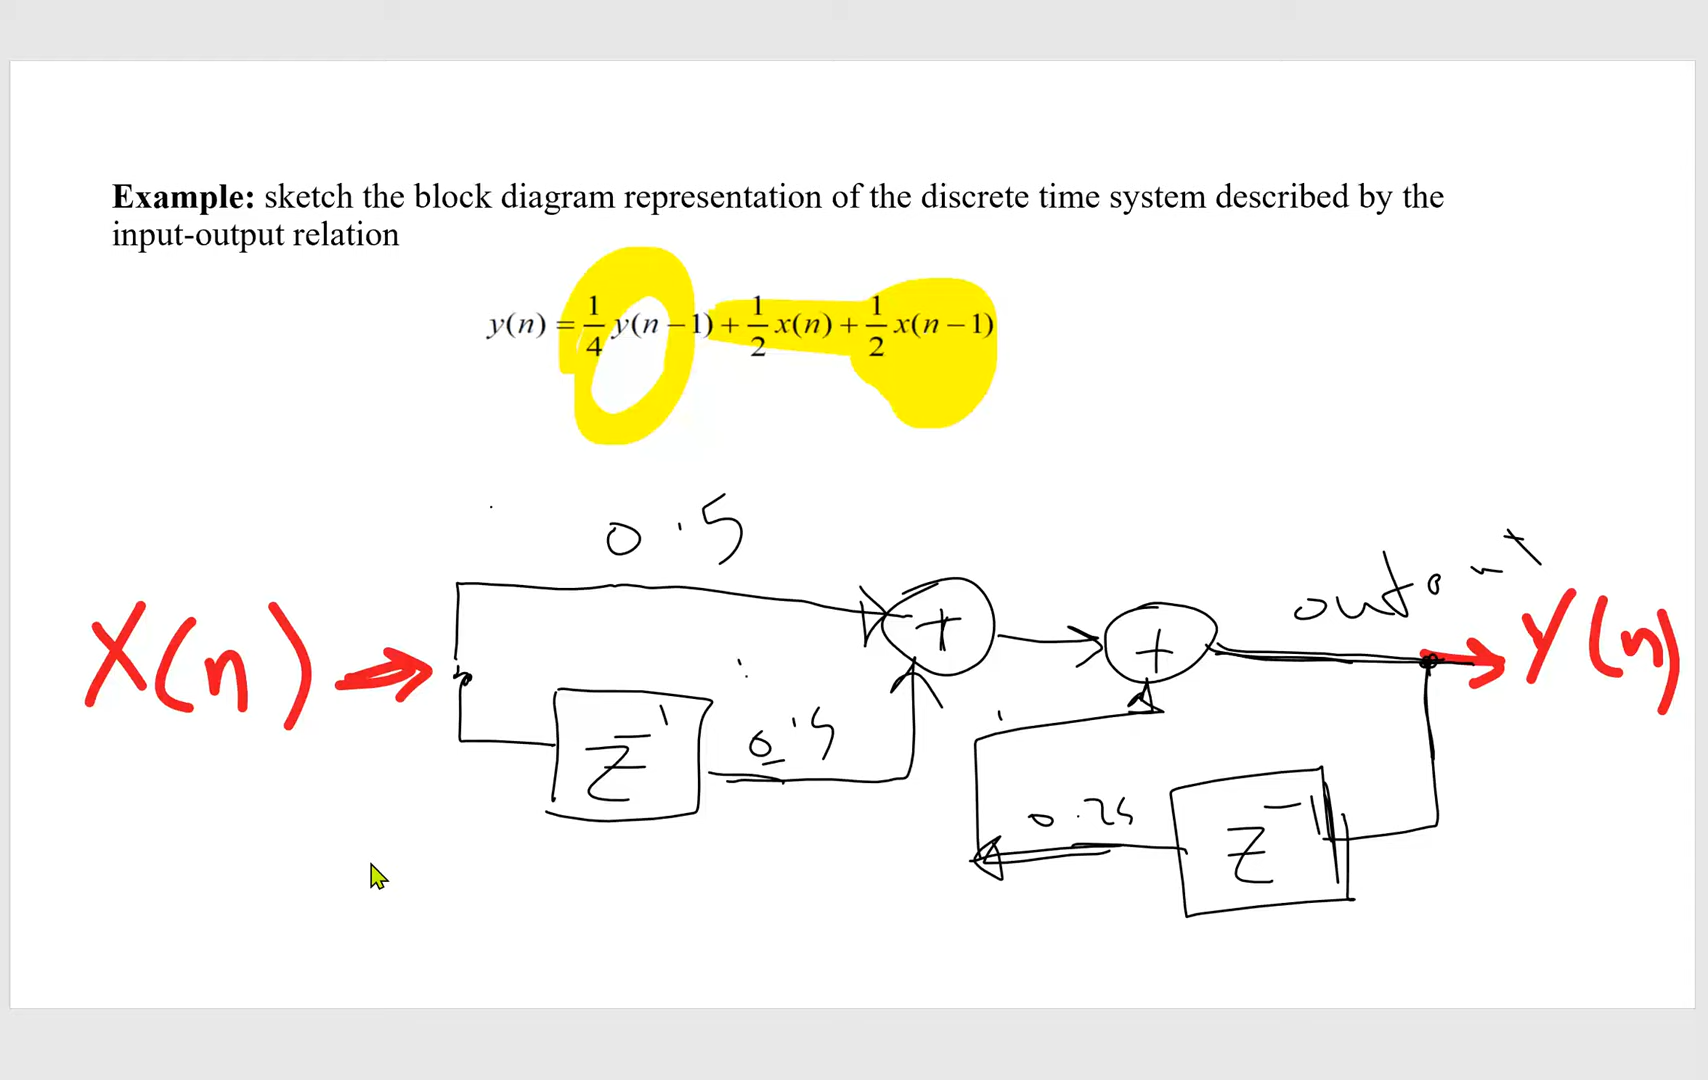 Example: sketch the block diagram representation of the discrete time system described by the
input-output relation
y(n) = 1/4 y(n−1) + 1/2 x(n) + 1/2 x(n−1)
0.5
output
X(n)
+
+
Y(n)
Z⁻¹
0.5
0.25
Z⁻¹